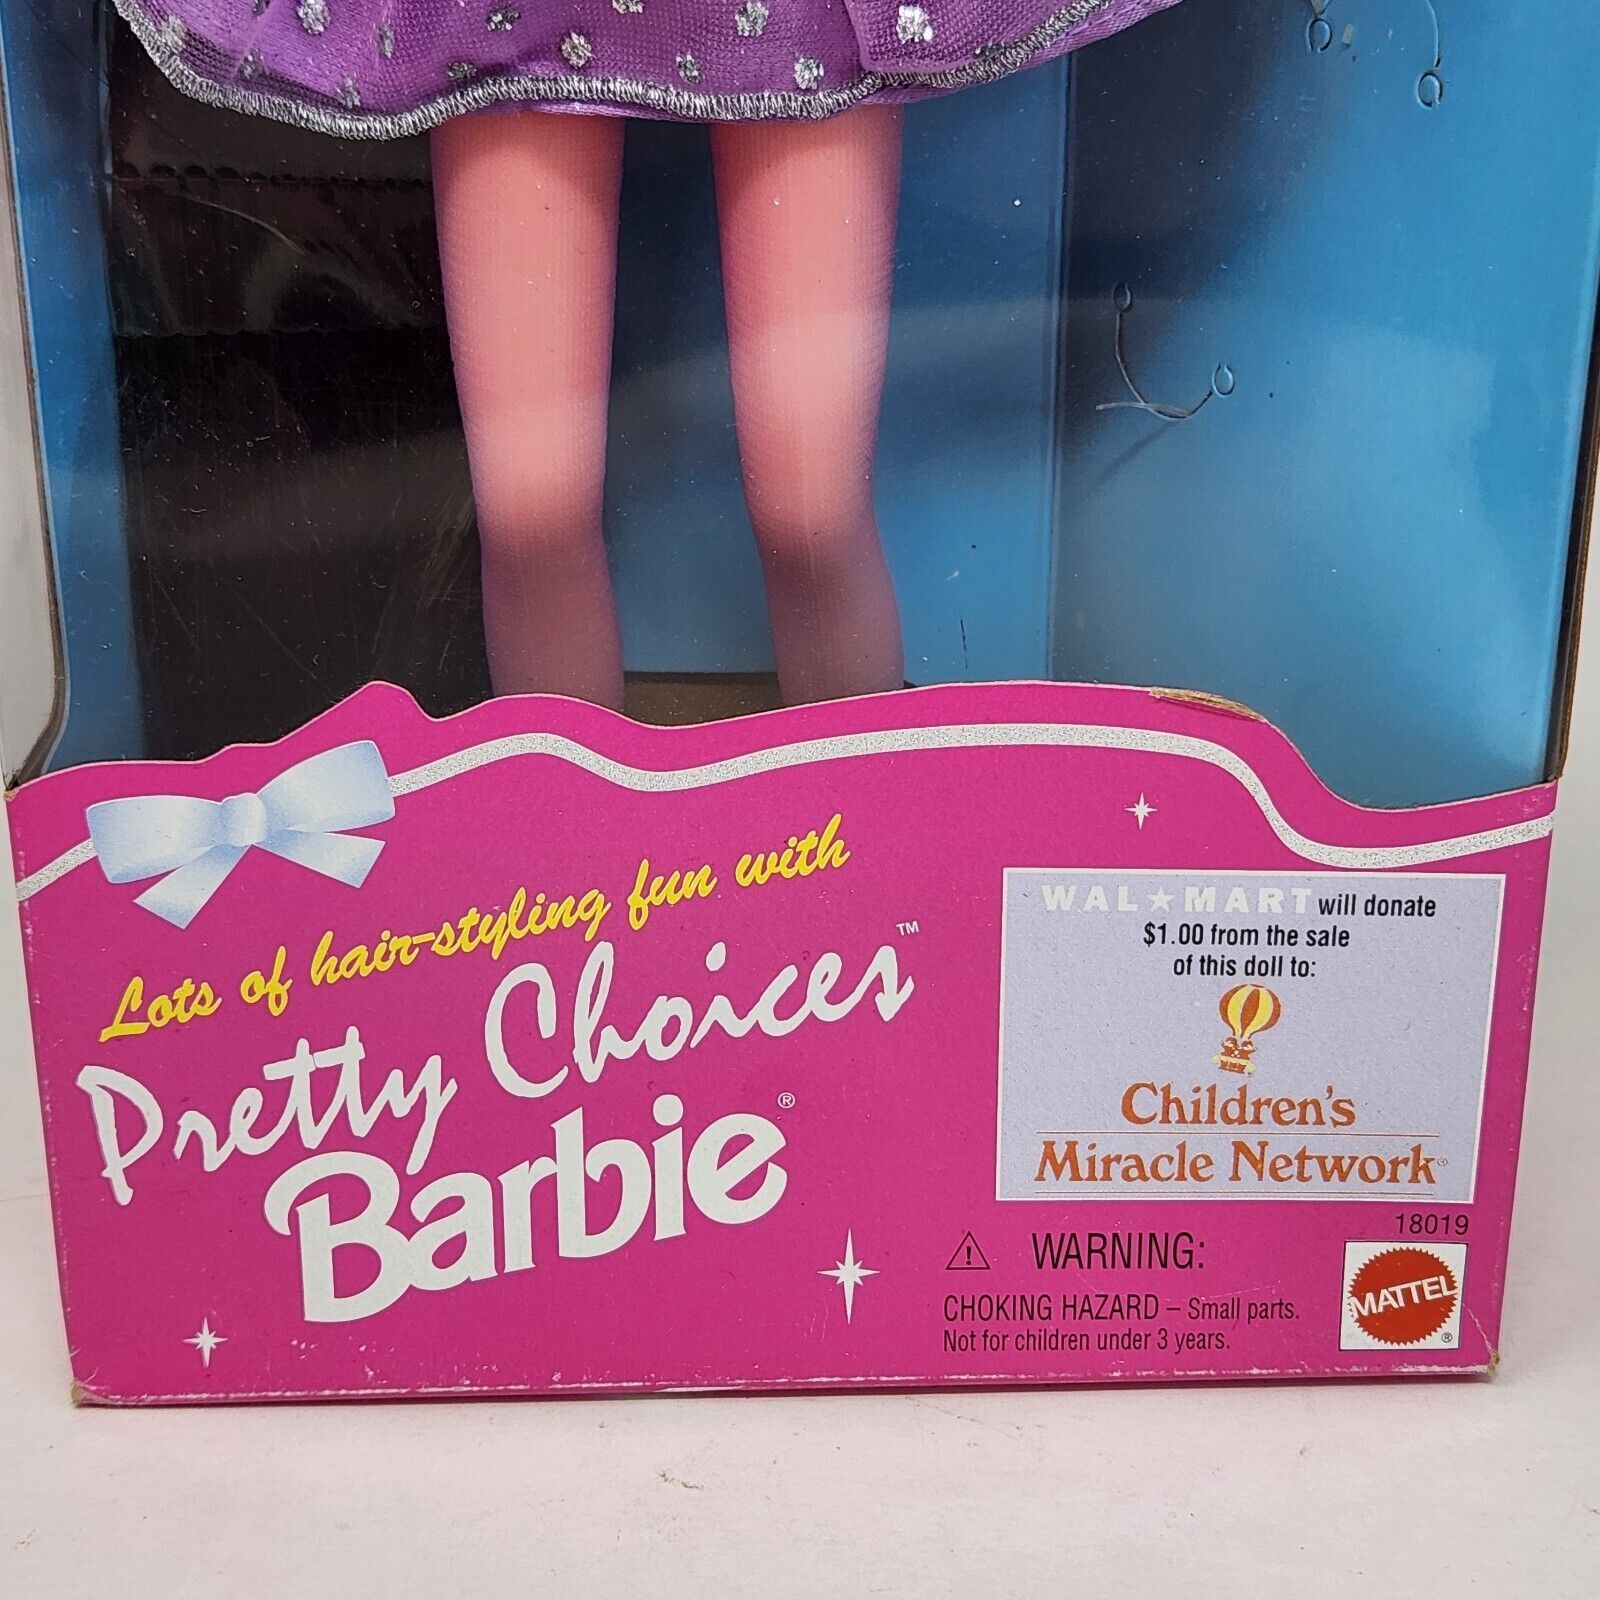 Lots of hair-styling fun with
Pretty Choices™
Barbie®
WAL★MART will donate
$1.00 from the sale
of this doll to:
Children's
Miracle Network
18019
⚠ WARNING:
CHOKING HAZARD – Small parts.
Not for children under 3 years.
MATTEL
®